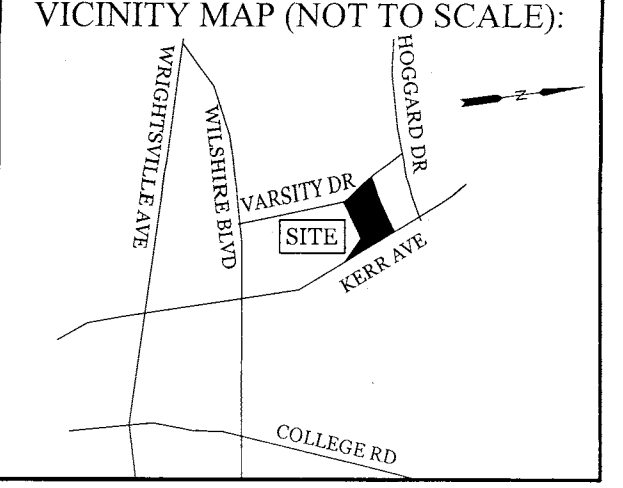 VICINITY MAP (NOT TO SCALE):
WRIGHTSVILLE AVE
WILSHIRE BLVD
HOGGARD DR
Z
VARSITY DR
SITE
KERR AVE
COLLEGE RD